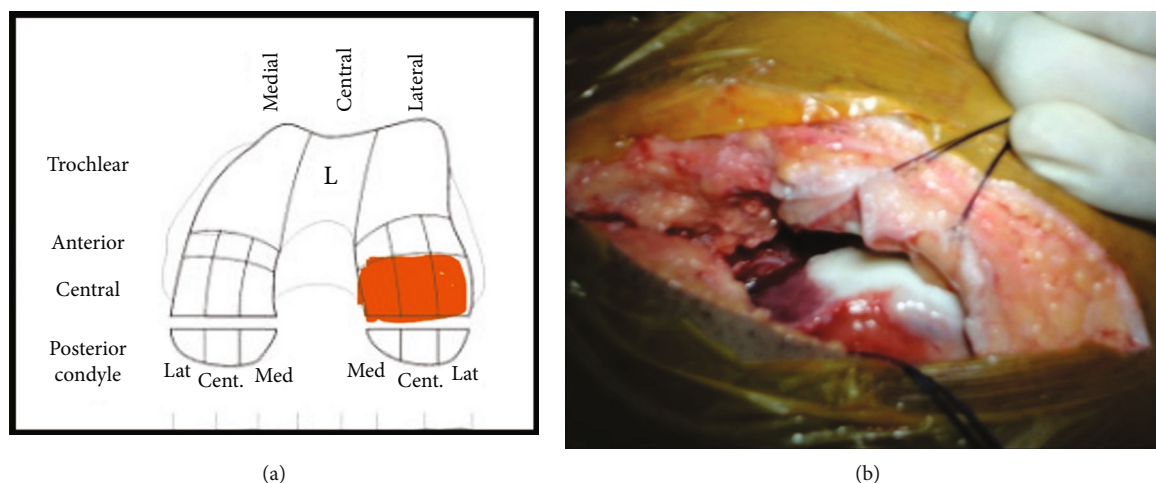 Medial
Central
Lateral
Trochlear
L
Anterior
Central
Posterior
condyle
Lat
Cent.
Med
Med
Cent.
Lat
(a)
(b)